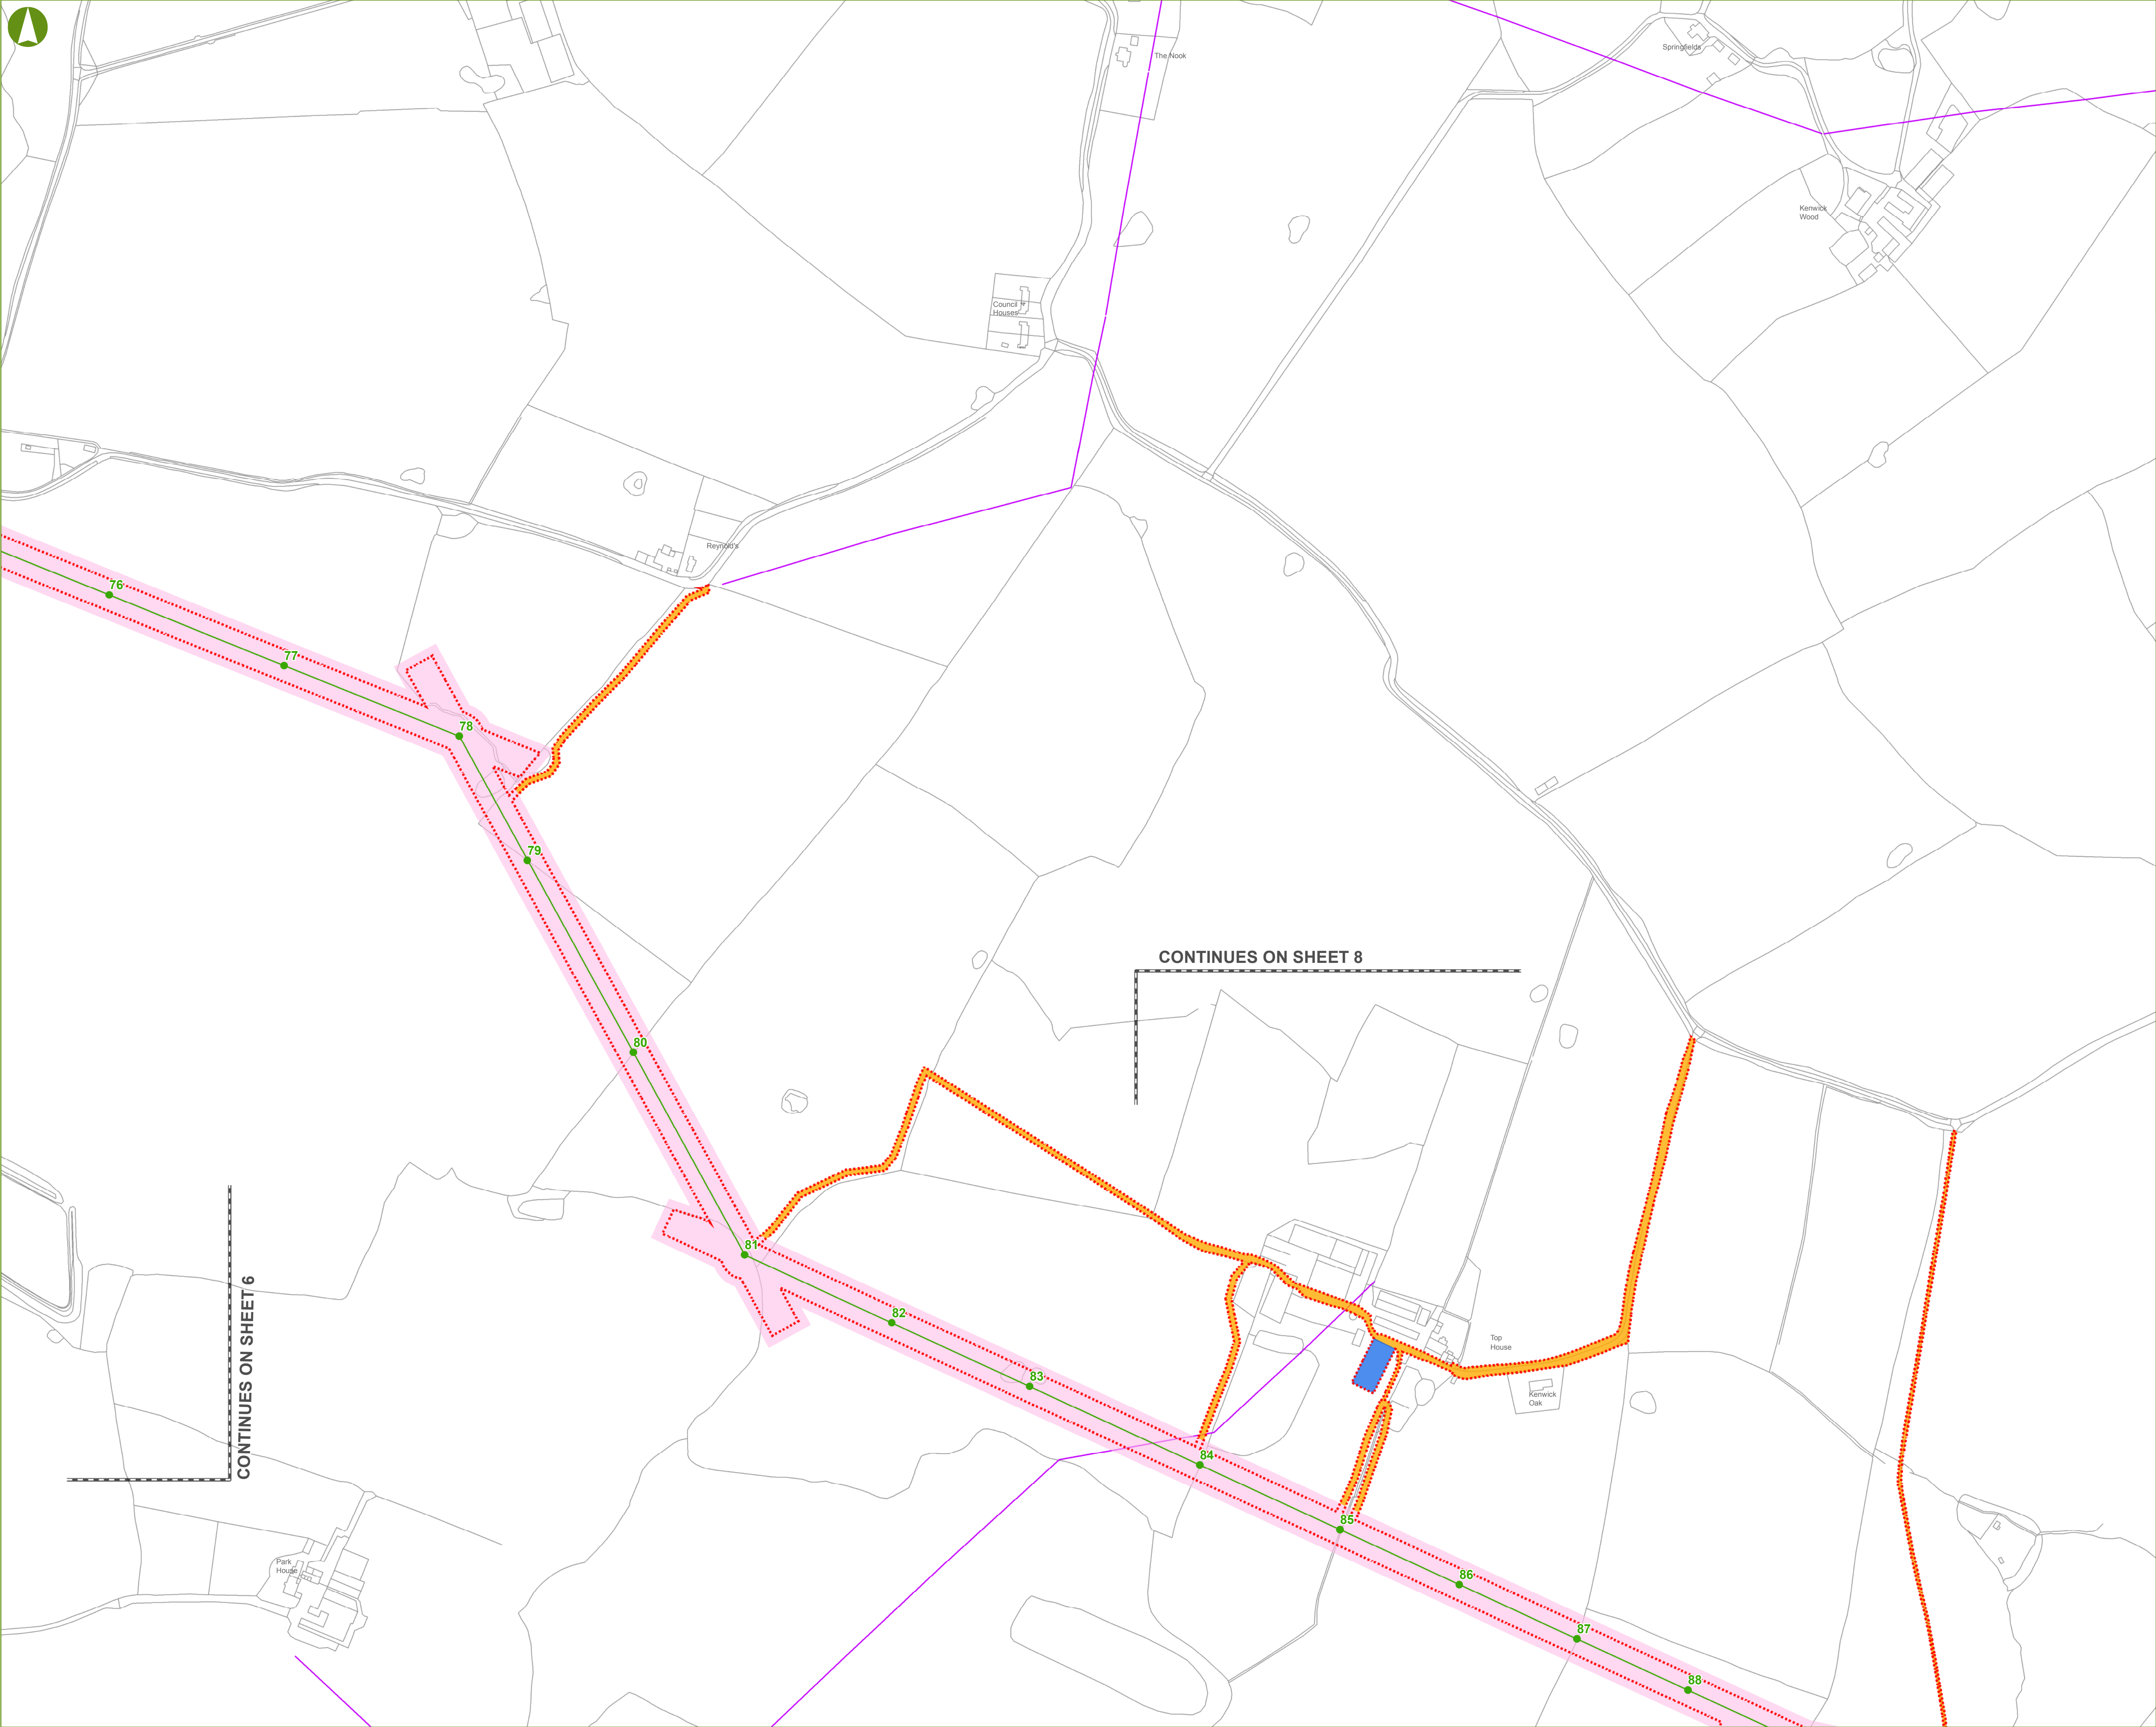 The Nook
Springfields
Kenwick
Wood
Council
Houses
Reynold's
76
77
78
79
80
CONTINUES ON SHEET 8
81
82
83
84
85
86
87
88
Top
House
Kenwick
Oak
CONTINUES ON SHEET 6
Park
House